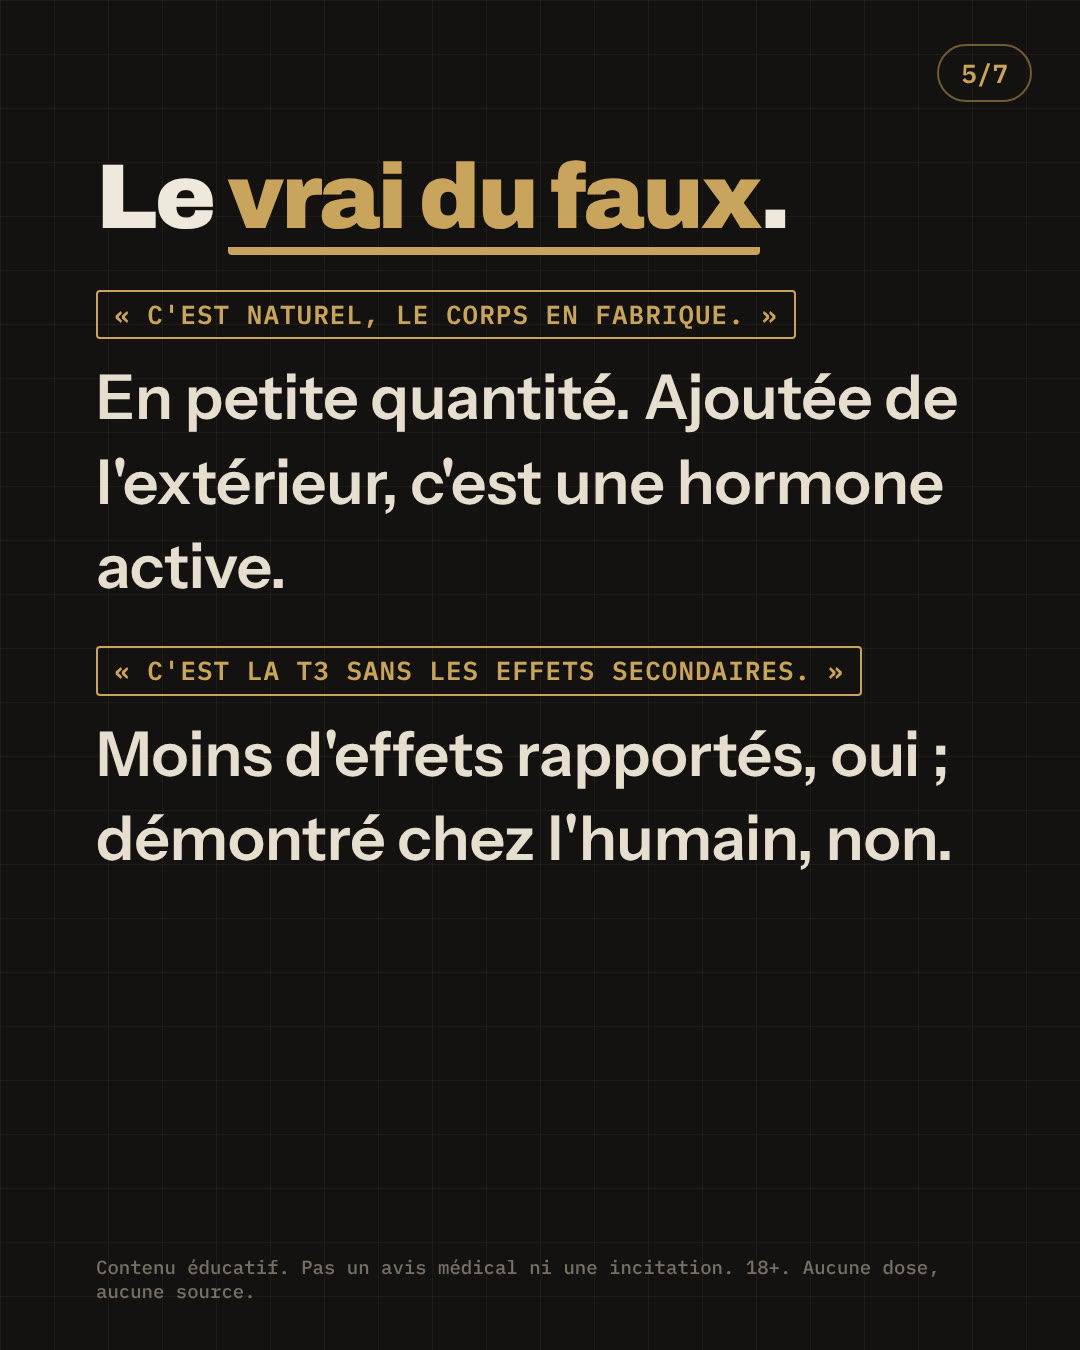 5/7
Le vrai du faux.
« C'EST NATUREL, LE CORPS EN FABRIQUE. »
En petite quantité. Ajoutée de
l'extérieur, c'est une hormone
active.
« C'EST LA T3 SANS LES EFFETS SECONDAIRES. »
Moins d'effets rapportés, oui ;
démontré chez l'humain, non.
Contenu éducatif. Pas un avis médical ni une incitation. 18+. Aucune dose,
aucune source.